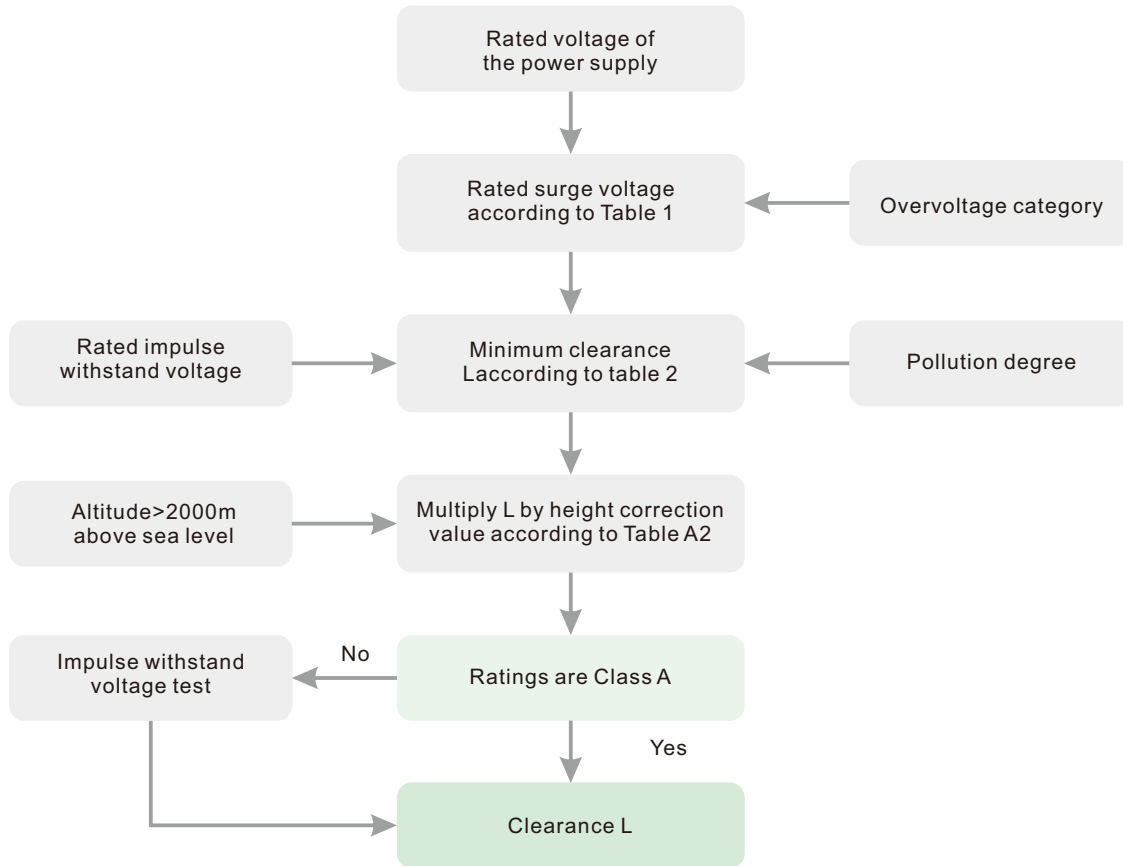 Rated voltage of
the power supply
Rated surge voltage
according to Table 1
Overvoltage category
Rated impulse
withstand voltage
Minimum clearance
Laccording to table 2
Pollution degree
Altitude>2000m
above sea level
Multiply L by height correction
value according to Table A2
Impulse withstand
voltage test
No
Ratings are Class A
Yes
Clearance L